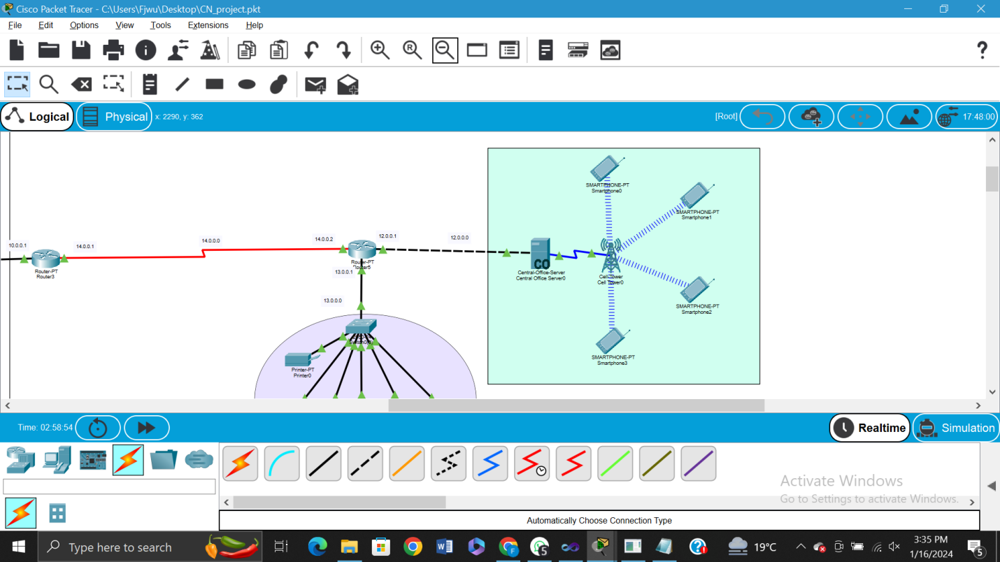 Cisco Packet Tracer - C:\Users\Fjwu\Desktop\CN_project.pkt
File Edit Options View Tools Extensions Help
R
?
Logical
Physical
x: 2290, y: 362
[Root]
17:48:00
SMARTPHONE-PT
Smartphone0
SMARTPHONE-PT
Smartphone1
10.0.0.1
14.0.0.1
14.0.0.0
14.0.0.2
12.0.0.1
12.0.0.0
Router-PT
Router3
Router-PT
Router5
13.0.0.1
CO
Central-Office-Server
Central Office Server0
Cell-Tower
Cell Tower0
13.0.0.0
SMARTPHONE-PT
Smartphone2
SMARTPHONE-PT
Smartphone3
Printer-PT
Printer0
Time: 02:58:54
Realtime
Simulation
Activate Windows
Go to Settings to activate Windows.
Automatically Choose Connection Type
Type here to search
5
19°C
3:35 PM
1/16/2024
5